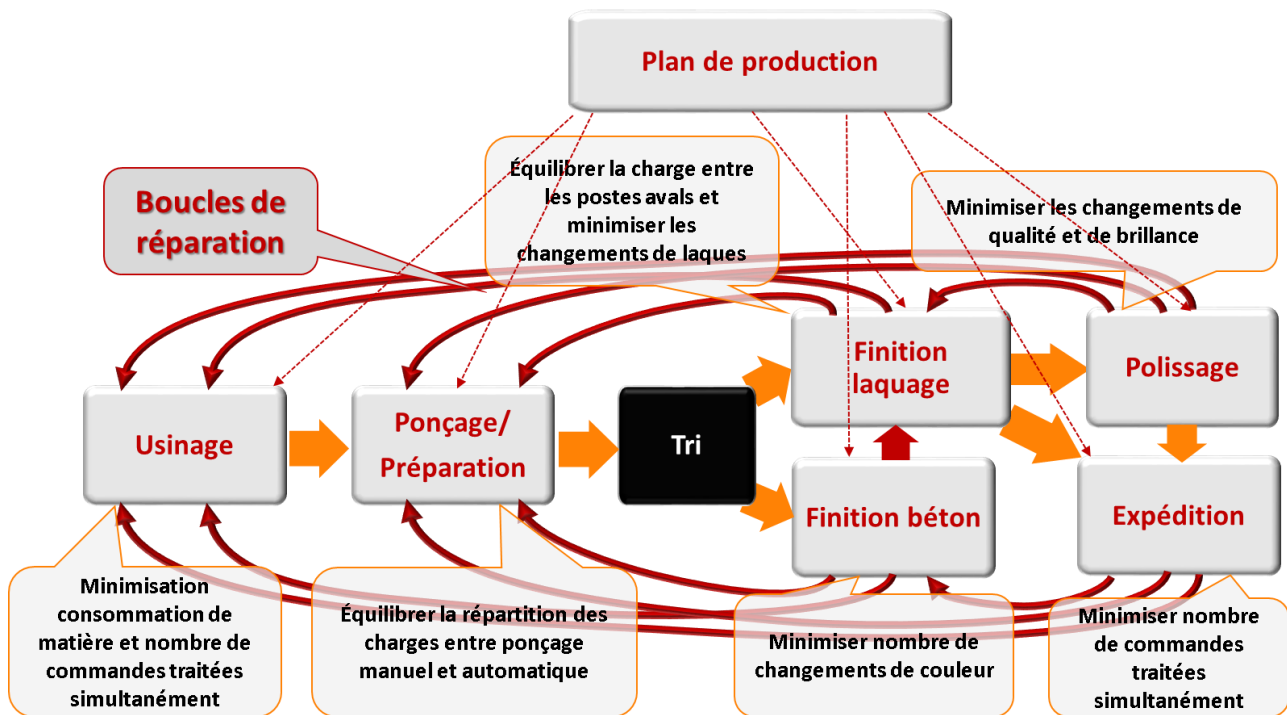 Plan de production
Équilibrer la charge entre
les postes avals et
minimiser les
changements de laques
Boucles de
réparation
Minimiser les changements de
qualité et de brillance
Usinage
Ponçage/
Préparation
Tri
Finition
laquage
Polissage
Finition béton
Expédition
Minimisation
consommation de
matière et nombre de
commandes traitées
simultanément
Équilibrer la répartition des
charges entre ponçage
manuel et automatique
Minimiser nombre de
changements de couleur
Minimiser nombre
de commandes
traitées
simultanément